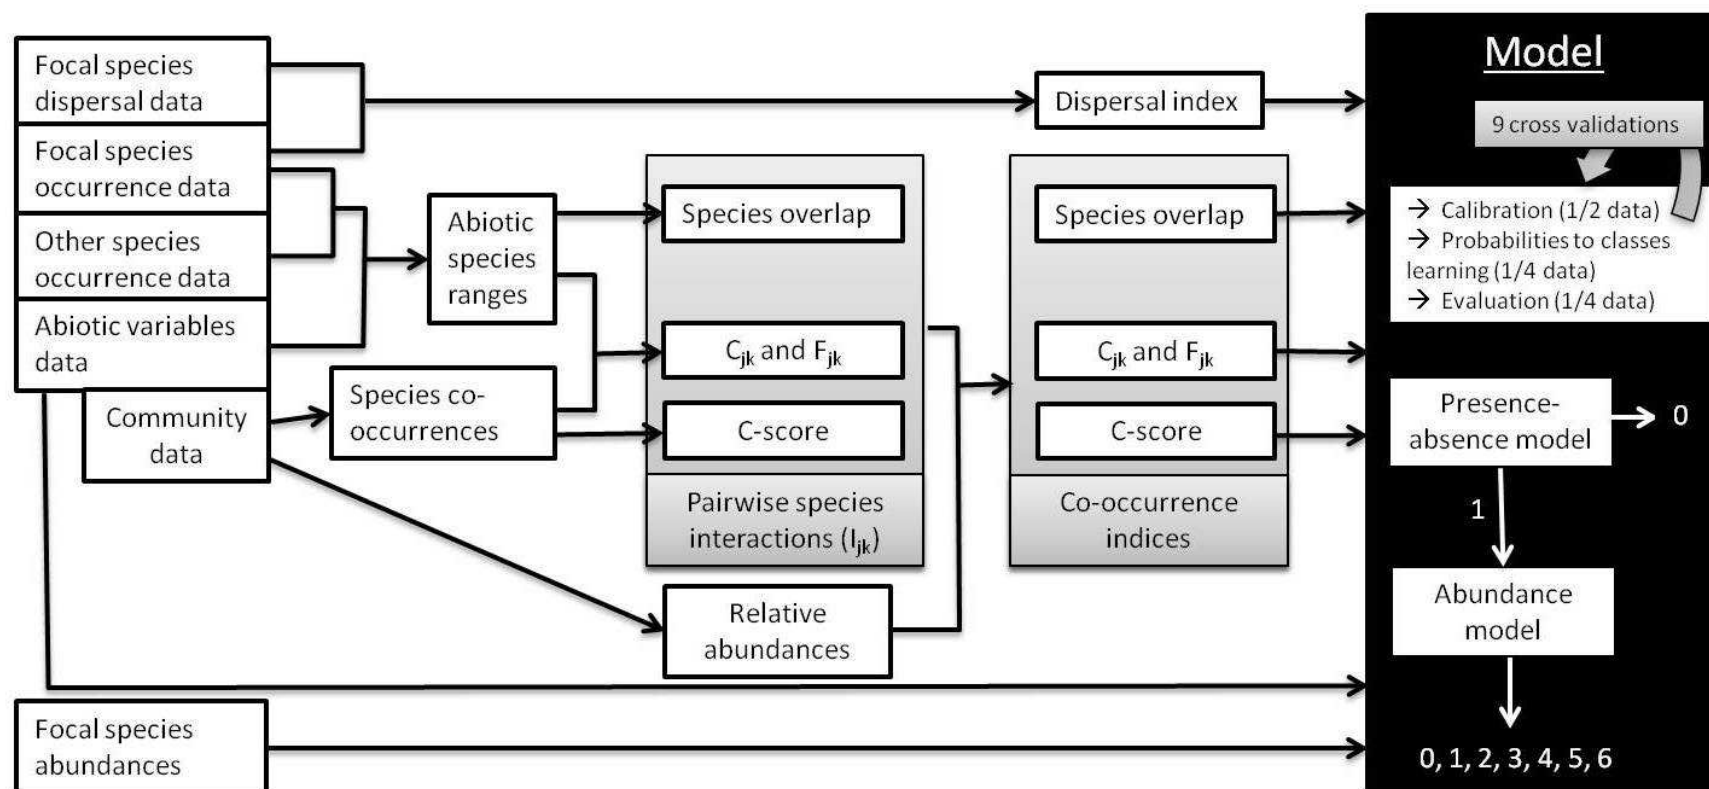 Focal species
dispersal data
Focal species
occurrence data
Other species
occurrence data
Abiotic variables
data
Community
data
Focal species
abundances
Abiotic
species
ranges
Species co-
occurrences
Species overlap
Cjk and Fjk
C-score
Pairwise species
interactions (Ijk)
Relative
abundances
Dispersal index
Species overlap
Cjk and Fjk
C-score
Co-occurrence
indices
Model
9 cross validations
→ Calibration (1/2 data)
→ Probabilities to classes
learning (1/4 data)
→ Evaluation (1/4 data)
Presence-
absence model
0
1
Abundance
model
0, 1, 2, 3, 4, 5, 6